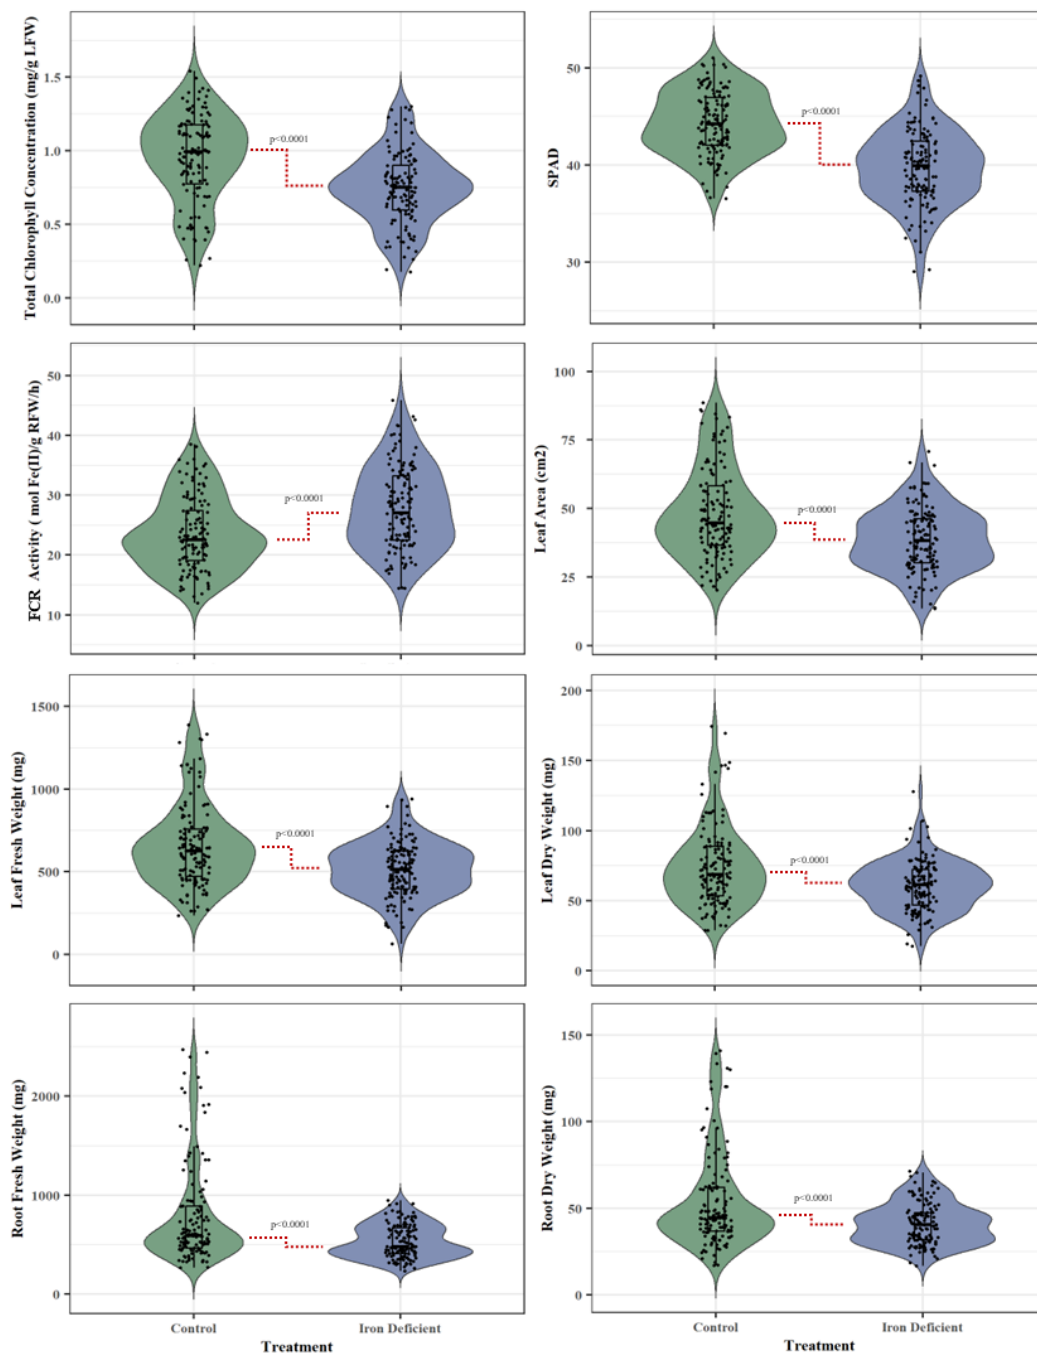 Total Chlorophyll Concentration (mg/g LFW)
1.5
1.0
0.5
0.0
p<0.0001
SPAD
50
40
30
p<0.0001
FCR Activity ( mol Fe(II)/g RFW/h)
50
40
30
20
10
p<0.0001
Leaf Area (cm2)
100
75
50
25
0
p<0.0001
Leaf Fresh Weight (mg)
1500
1000
500
0
p<0.0001
Leaf Dry Weight (mg)
200
150
100
50
0
p<0.0001
Root Fresh Weight (mg)
2000
1000
0
p<0.0001
Control
Iron Deficient
Treatment
Root Dry Weight (mg)
150
100
50
0
p<0.0001
Control
Iron Deficient
Treatment